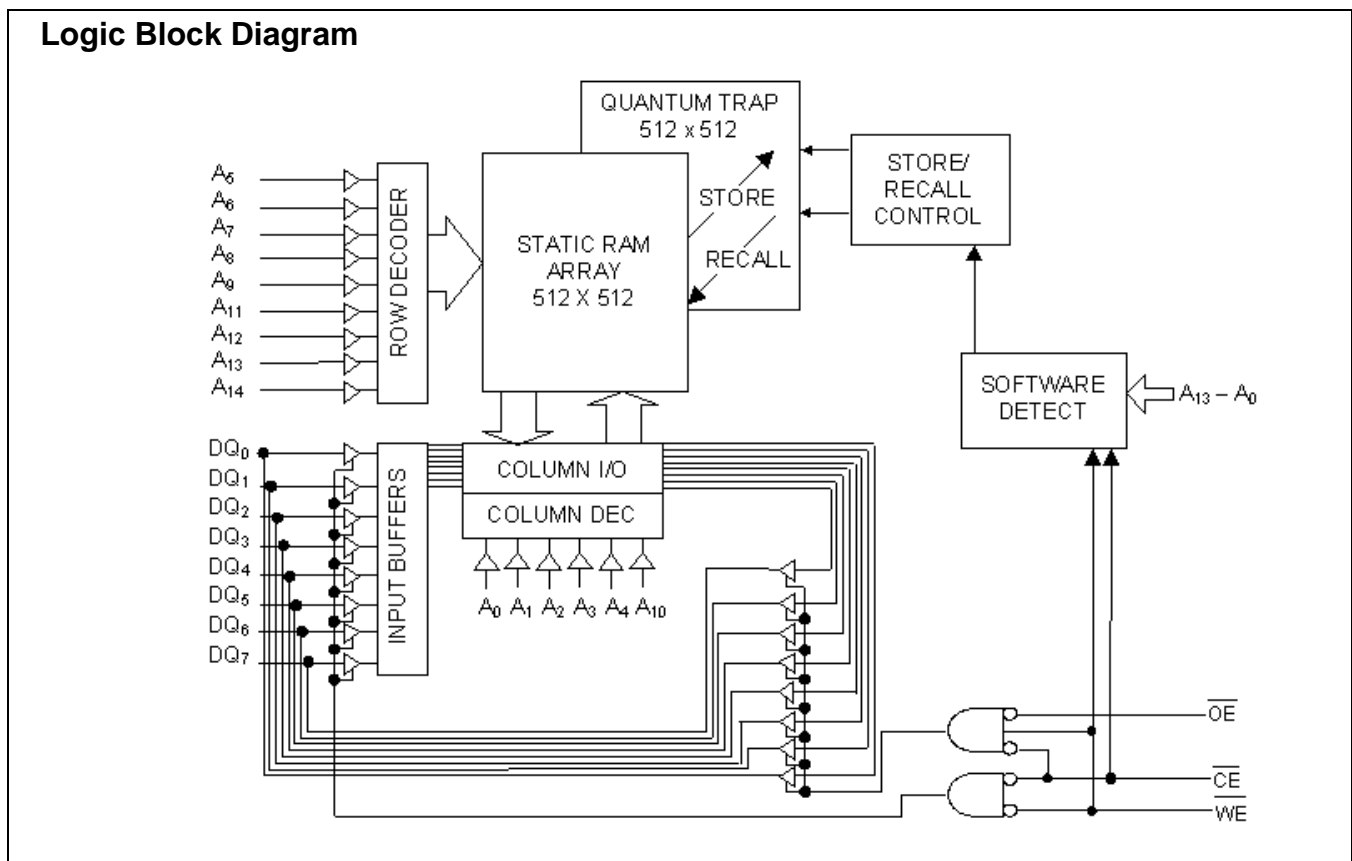 Logic Block Diagram
QUANTUM TRAP
512 x 512
STORE/
RECALL
CONTROL
STORE
RECALL
STATIC RAM
ARRAY
512 X 512
A5
A6
A7
A8
A9
A11
A12
A13
A14
ROW DECODER
SOFTWARE
DETECT
A13 – A0
DQ0
DQ1
DQ2
DQ3
DQ4
DQ5
DQ6
DQ7
INPUT BUFFERS
COLUMN I/O
COLUMN DEC
A0 A1 A2 A3 A4 A10
OE
CE
WE